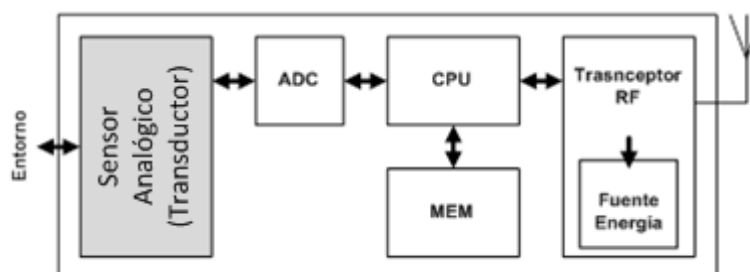 Entorno
Sensor
Analógico
(Transductor)
ADC
CPU
MEM
Trasnceptor
RF
Fuente
Energía